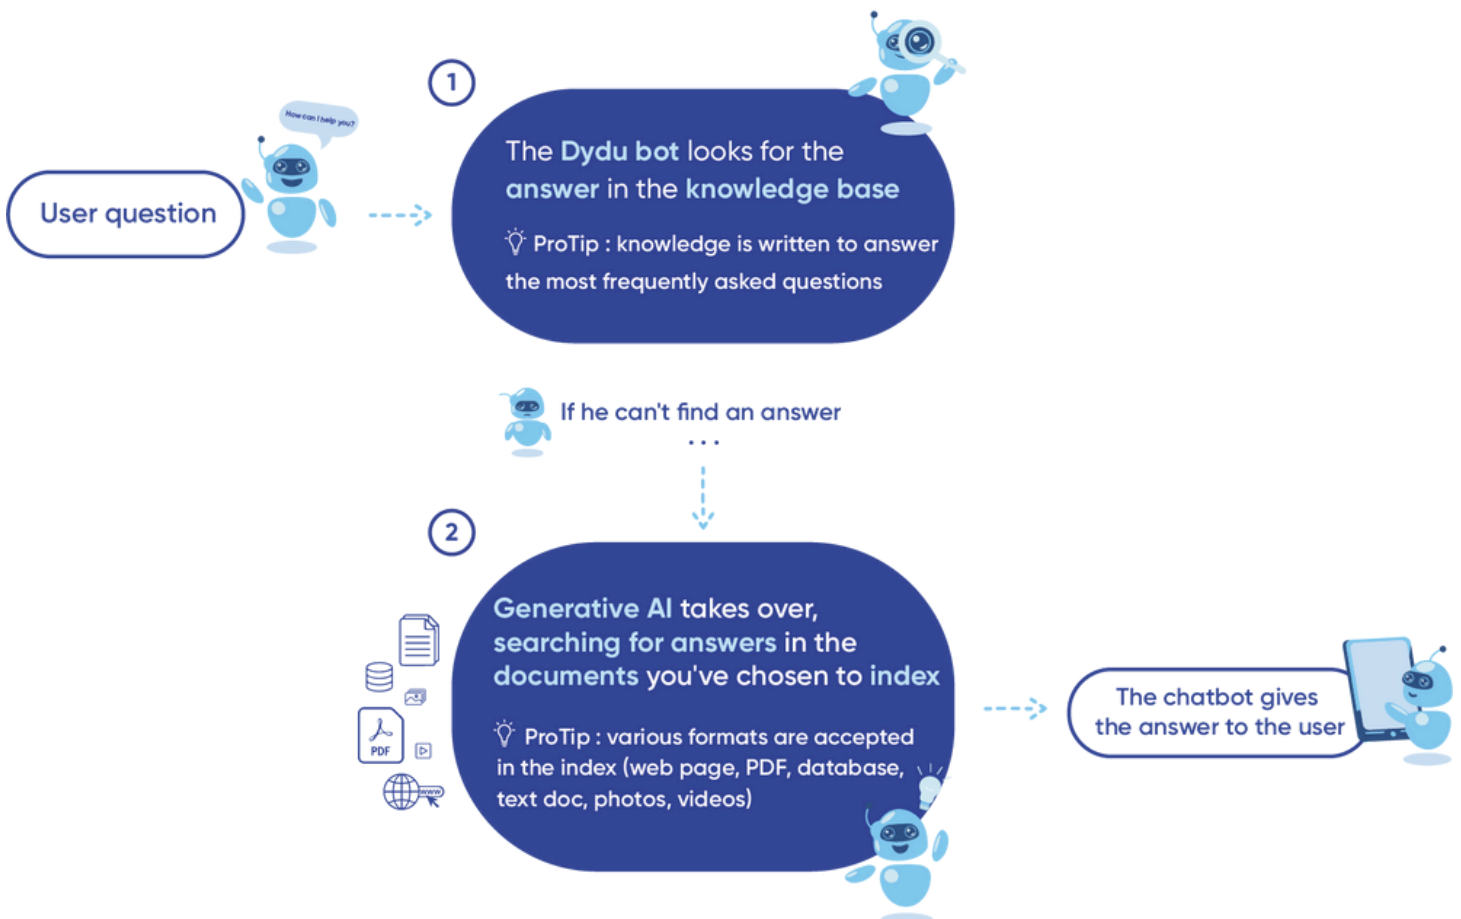 1
How can I help you?
User question
The Dydu bot looks for the
answer in the knowledge base
ProTip : knowledge is written to answer
the most frequently asked questions
If he can't find an answer
...
2
Generative AI takes over,
searching for answers in the
documents you've chosen to index
ProTip : various formats are accepted
in the index (web page, PDF, database,
text doc, photos, videos)
PDF
www
The chatbot gives
the answer to the user